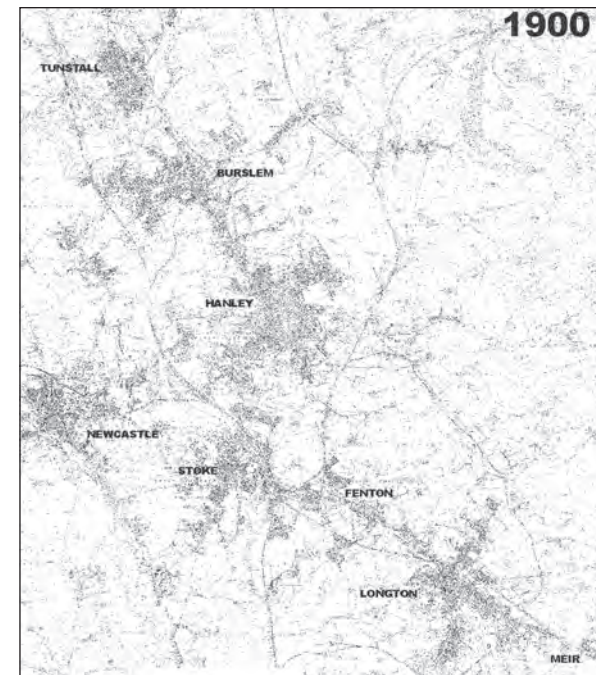 1900
TUNSTALL
BURSLEM
HANLEY
NEWCASTLE
STOKE
FENTON
LONGTON
MEIR